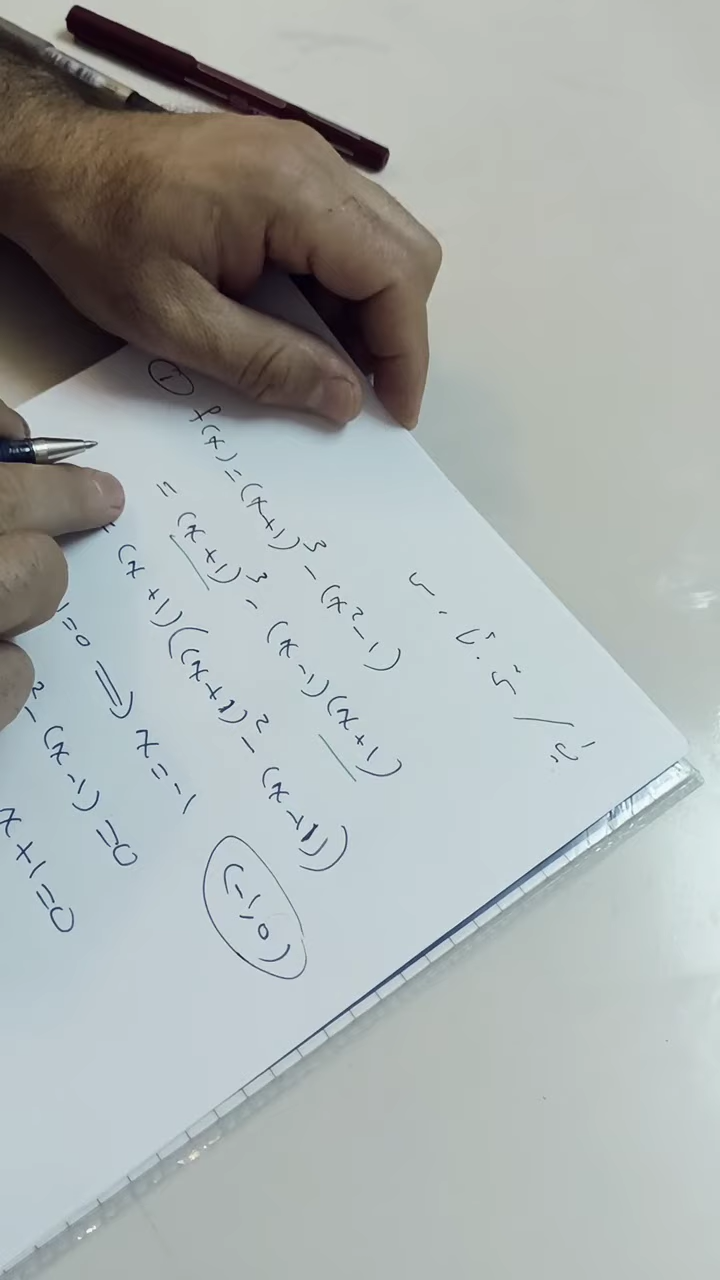 ① f(x) = (x+1)³ - (x²-1)
= (x+1)³ - (x-1)(x+1)
(x+1)((x+1)² - (x-1))
=0 ⟹ x = -1
² - (x-1) = 0
x+1=0
(-1,0)